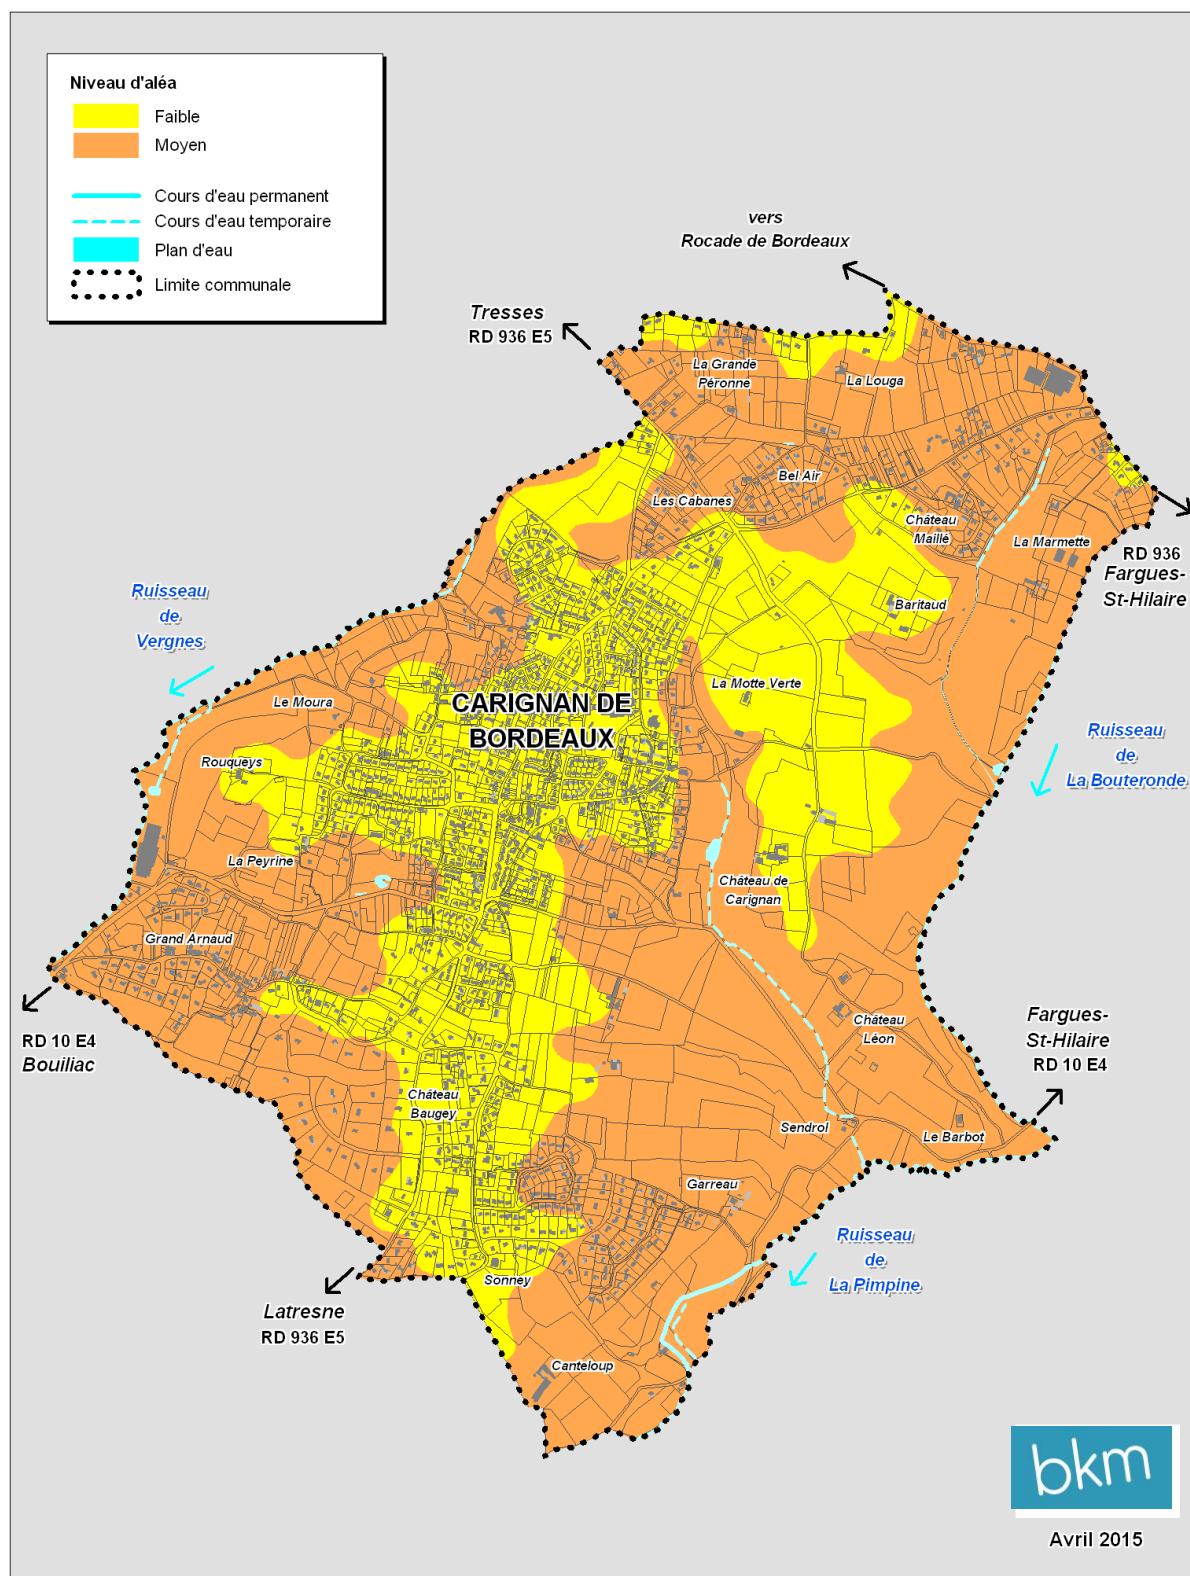 Niveau d'aléa
Faible
Moyen
Cours d'eau permanent
Cours d'eau temporaire
Plan d'eau
Limite communale
vers
Rocade de Bordeaux
Tresses
RD 936 E5
La Grande
Péronne
La Louga
Bel Air
Les Cabanes
Château
Maillé
La Marmette
RD 936
Fargues-
St-Hilaire
Ruisseau
de
Vergnes
Baritaud
La Motte Verte
Le Moura
CARIGNAN DE
BORDEAUX
Ruisseau
de
La Bouteronde
Rouqueys
La Peyrine
Château de
Carignan
Grand Arnaud
RD 10 E4
Bouiliac
Château
Léon
Fargues-
St-Hilaire
RD 10 E4
Château
Baugey
Sendrol
Le Barbot
Garreau
Ruisseau
de
La Pimpine
Sonney
Latresne
RD 936 E5
Canteloup
bkm
Avril 2015